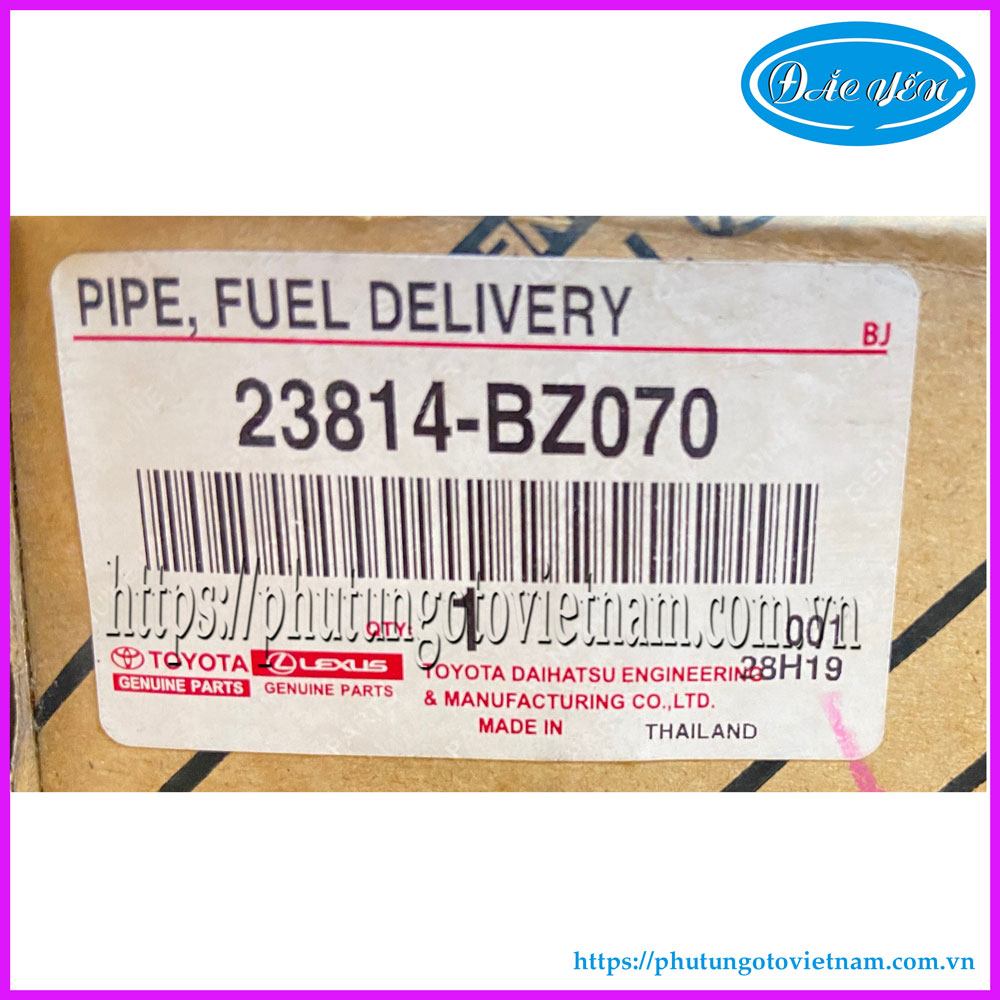 ĐẮC YẾN
PIPE, FUEL DELIVERY
BJ
23814-BZ070
https://phutungotovietnam.com.vn
QTY: 1
001
28H19
TOYOTA
GENUINE PARTS
LEXUS
GENUINE PARTS
TOYOTA DAIHATSU ENGINEERING
& MANUFACTURING CO.,LTD.
MADE IN THAILAND
https://phutungotovietnam.com.vn